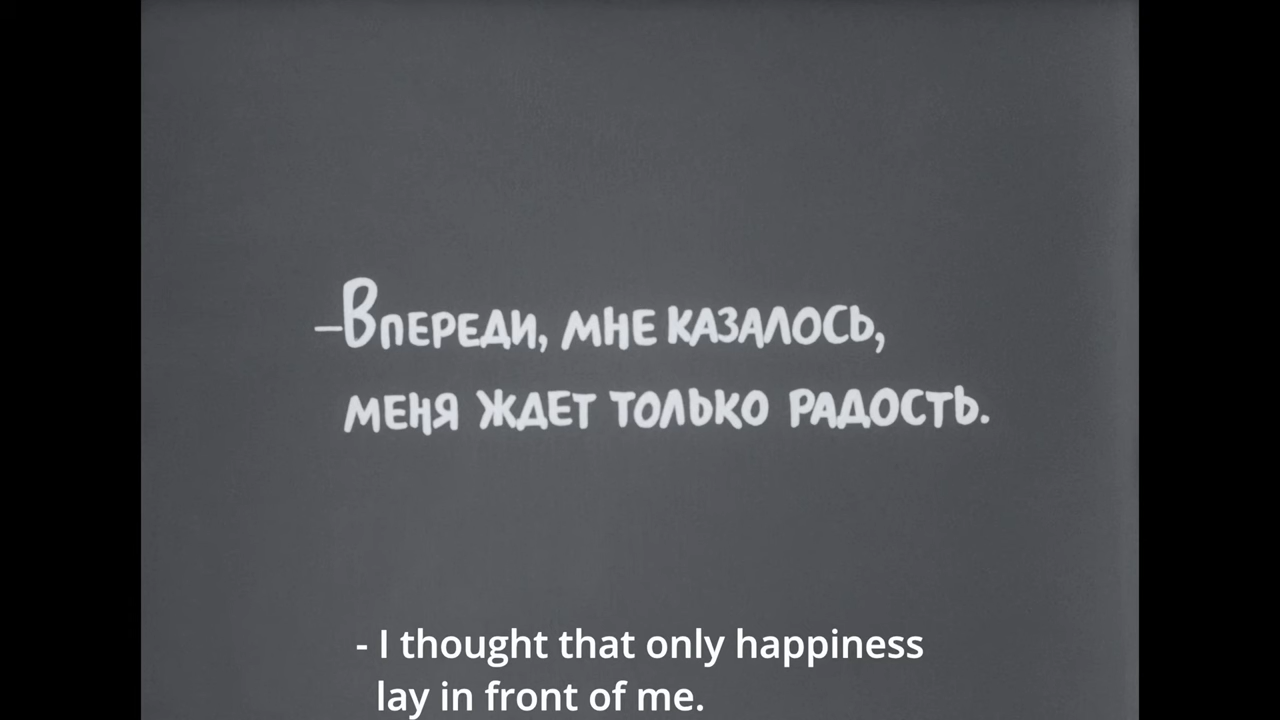 –Впереди, мне казалось,
меня ждет только радость.
- I thought that only happiness
lay in front of me.